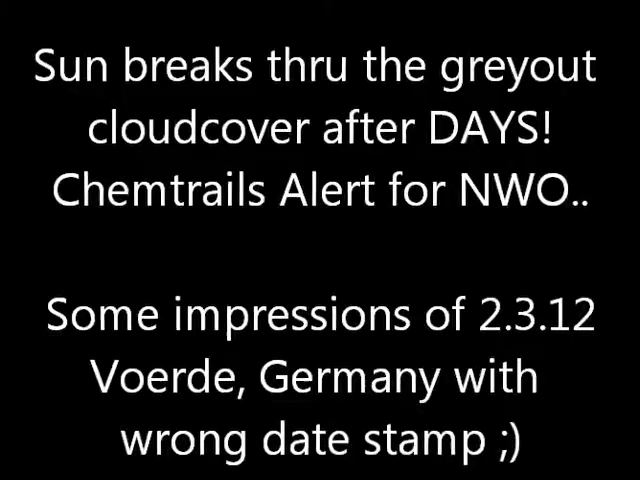 Sun breaks thru the greyout
cloudcover after DAYS!
Chemtrails Alert for NWO..
Some impressions of 2.3.12
Voerde, Germany with
wrong date stamp ;)